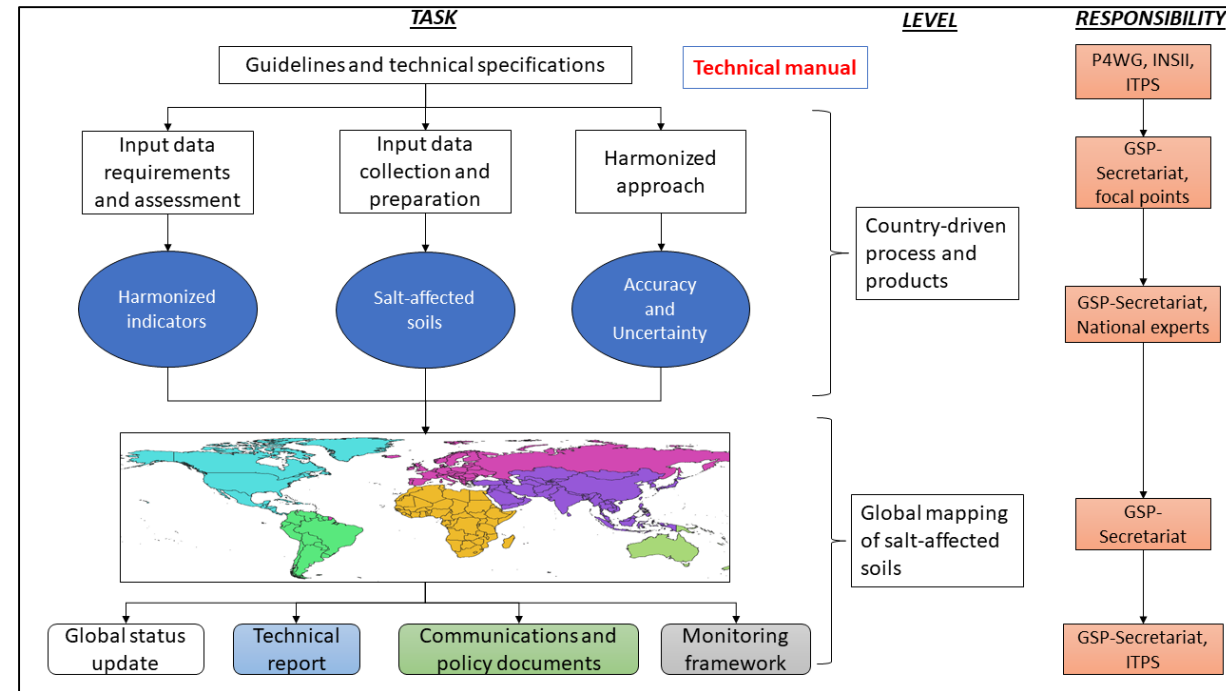 TASK
LEVEL
RESPONSIBILITY
Guidelines and technical specifications
Technical manual
P4WG, INSII,
ITPS
Input data
requirements
and assessment
Input data
collection and
preparation
Harmonized
approach
GSP-
Secretariat,
focal points
Country-driven
process and
products
Harmonized
indicators
Salt-affected
soils
Accuracy
and
Uncertainty
GSP-Secretariat,
National experts
Global mapping
of salt-affected
soils
GSP-
Secretariat
Global status
update
Technical
report
Communications and
policy documents
Monitoring
framework
GSP-Secretariat,
ITPS